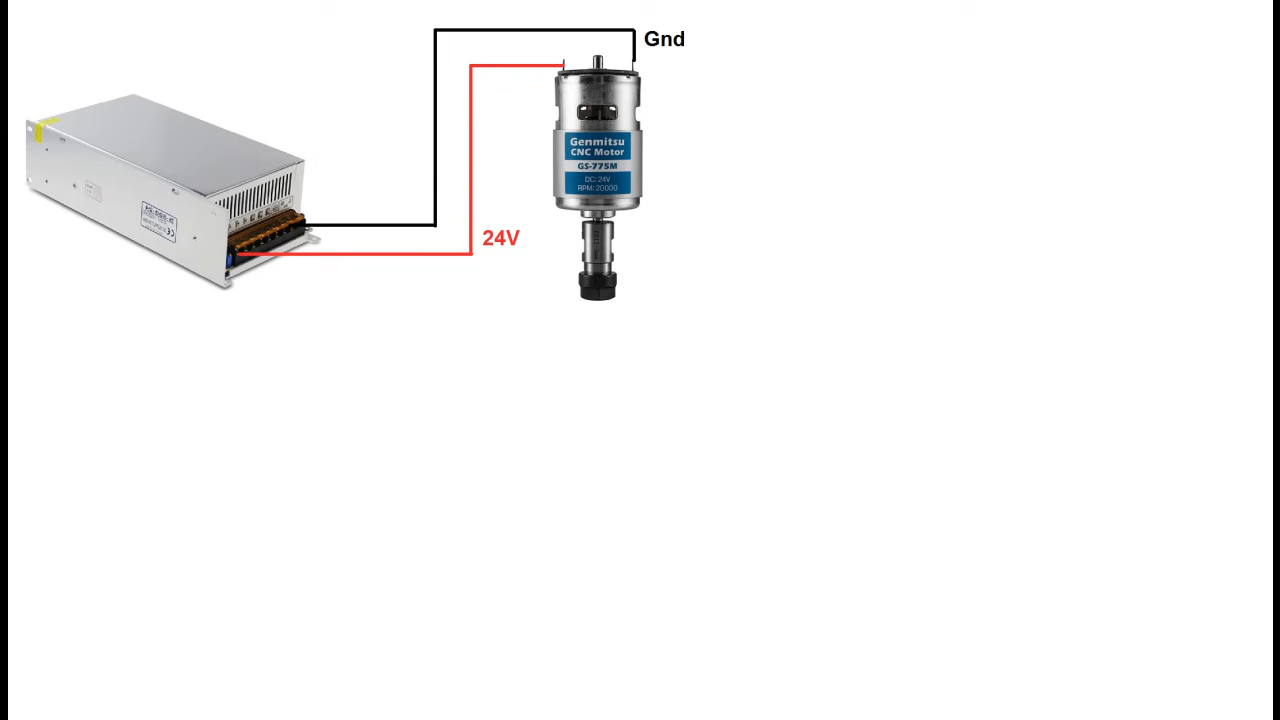 Gnd
Genmitsu
CNC Motor
GS-775M
DC: 24V
RPM: 20000
24V